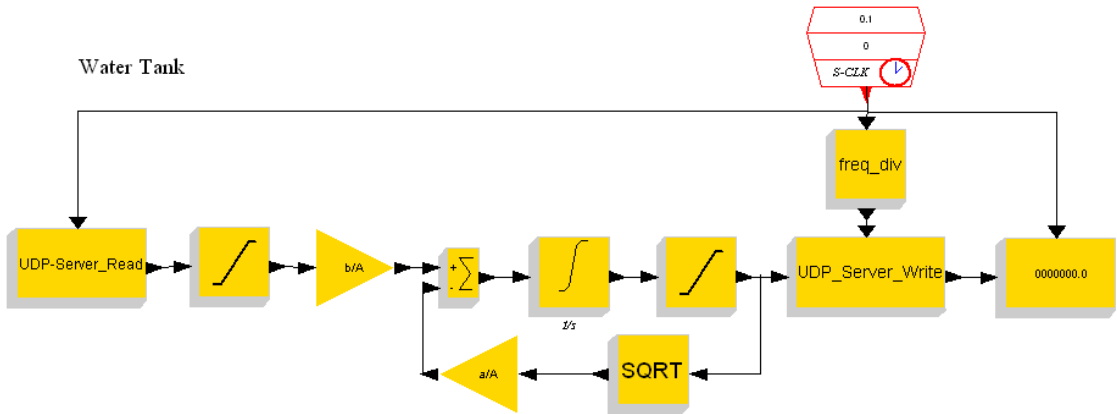 0.1
0
S-CLK
Water Tank
freq_div
UDP-Server_Read
b/A
+
-
Σ
∫
1/s
UDP_Server_Write
0000000.0
a/A
SQRT